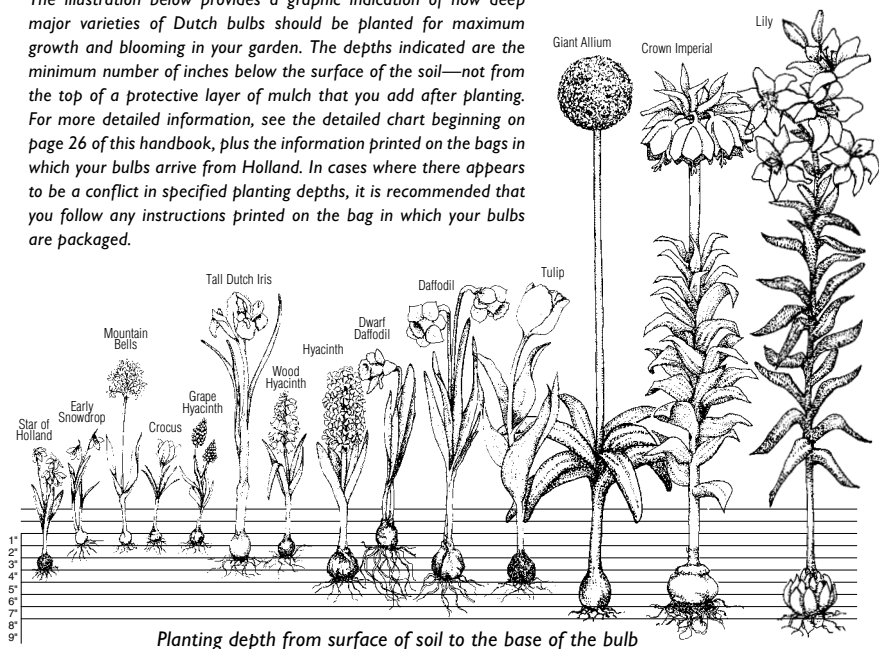 The illustration below provides a graphic indication of how deep
major varieties of Dutch bulbs should be planted for maximum
growth and blooming in your garden. The depths indicated are the
minimum number of inches below the surface of the soil—not from
the top of a protective layer of mulch that you add after planting.
For more detailed information, see the detailed chart beginning on
page 26 of this handbook, plus the information printed on the bags in
which your bulbs arrive from Holland. In cases where there appears
to be a conflict in specified planting depths, it is recommended that
you follow any instructions printed on the bag in which your bulbs
are packaged.
Giant Allium
Crown Imperial
Lily
Tall Dutch Iris
Daffodil
Tulip
Mountain
Bells
Dwarf
Daffodil
Hyacinth
Wood
Hyacinth
Grape
Hyacinth
Early
Snowdrop
Star of
Holland
Crocus
1"
2"
3"
4"
5"
6"
7"
8"
9"
Planting depth from surface of soil to the base of the bulb